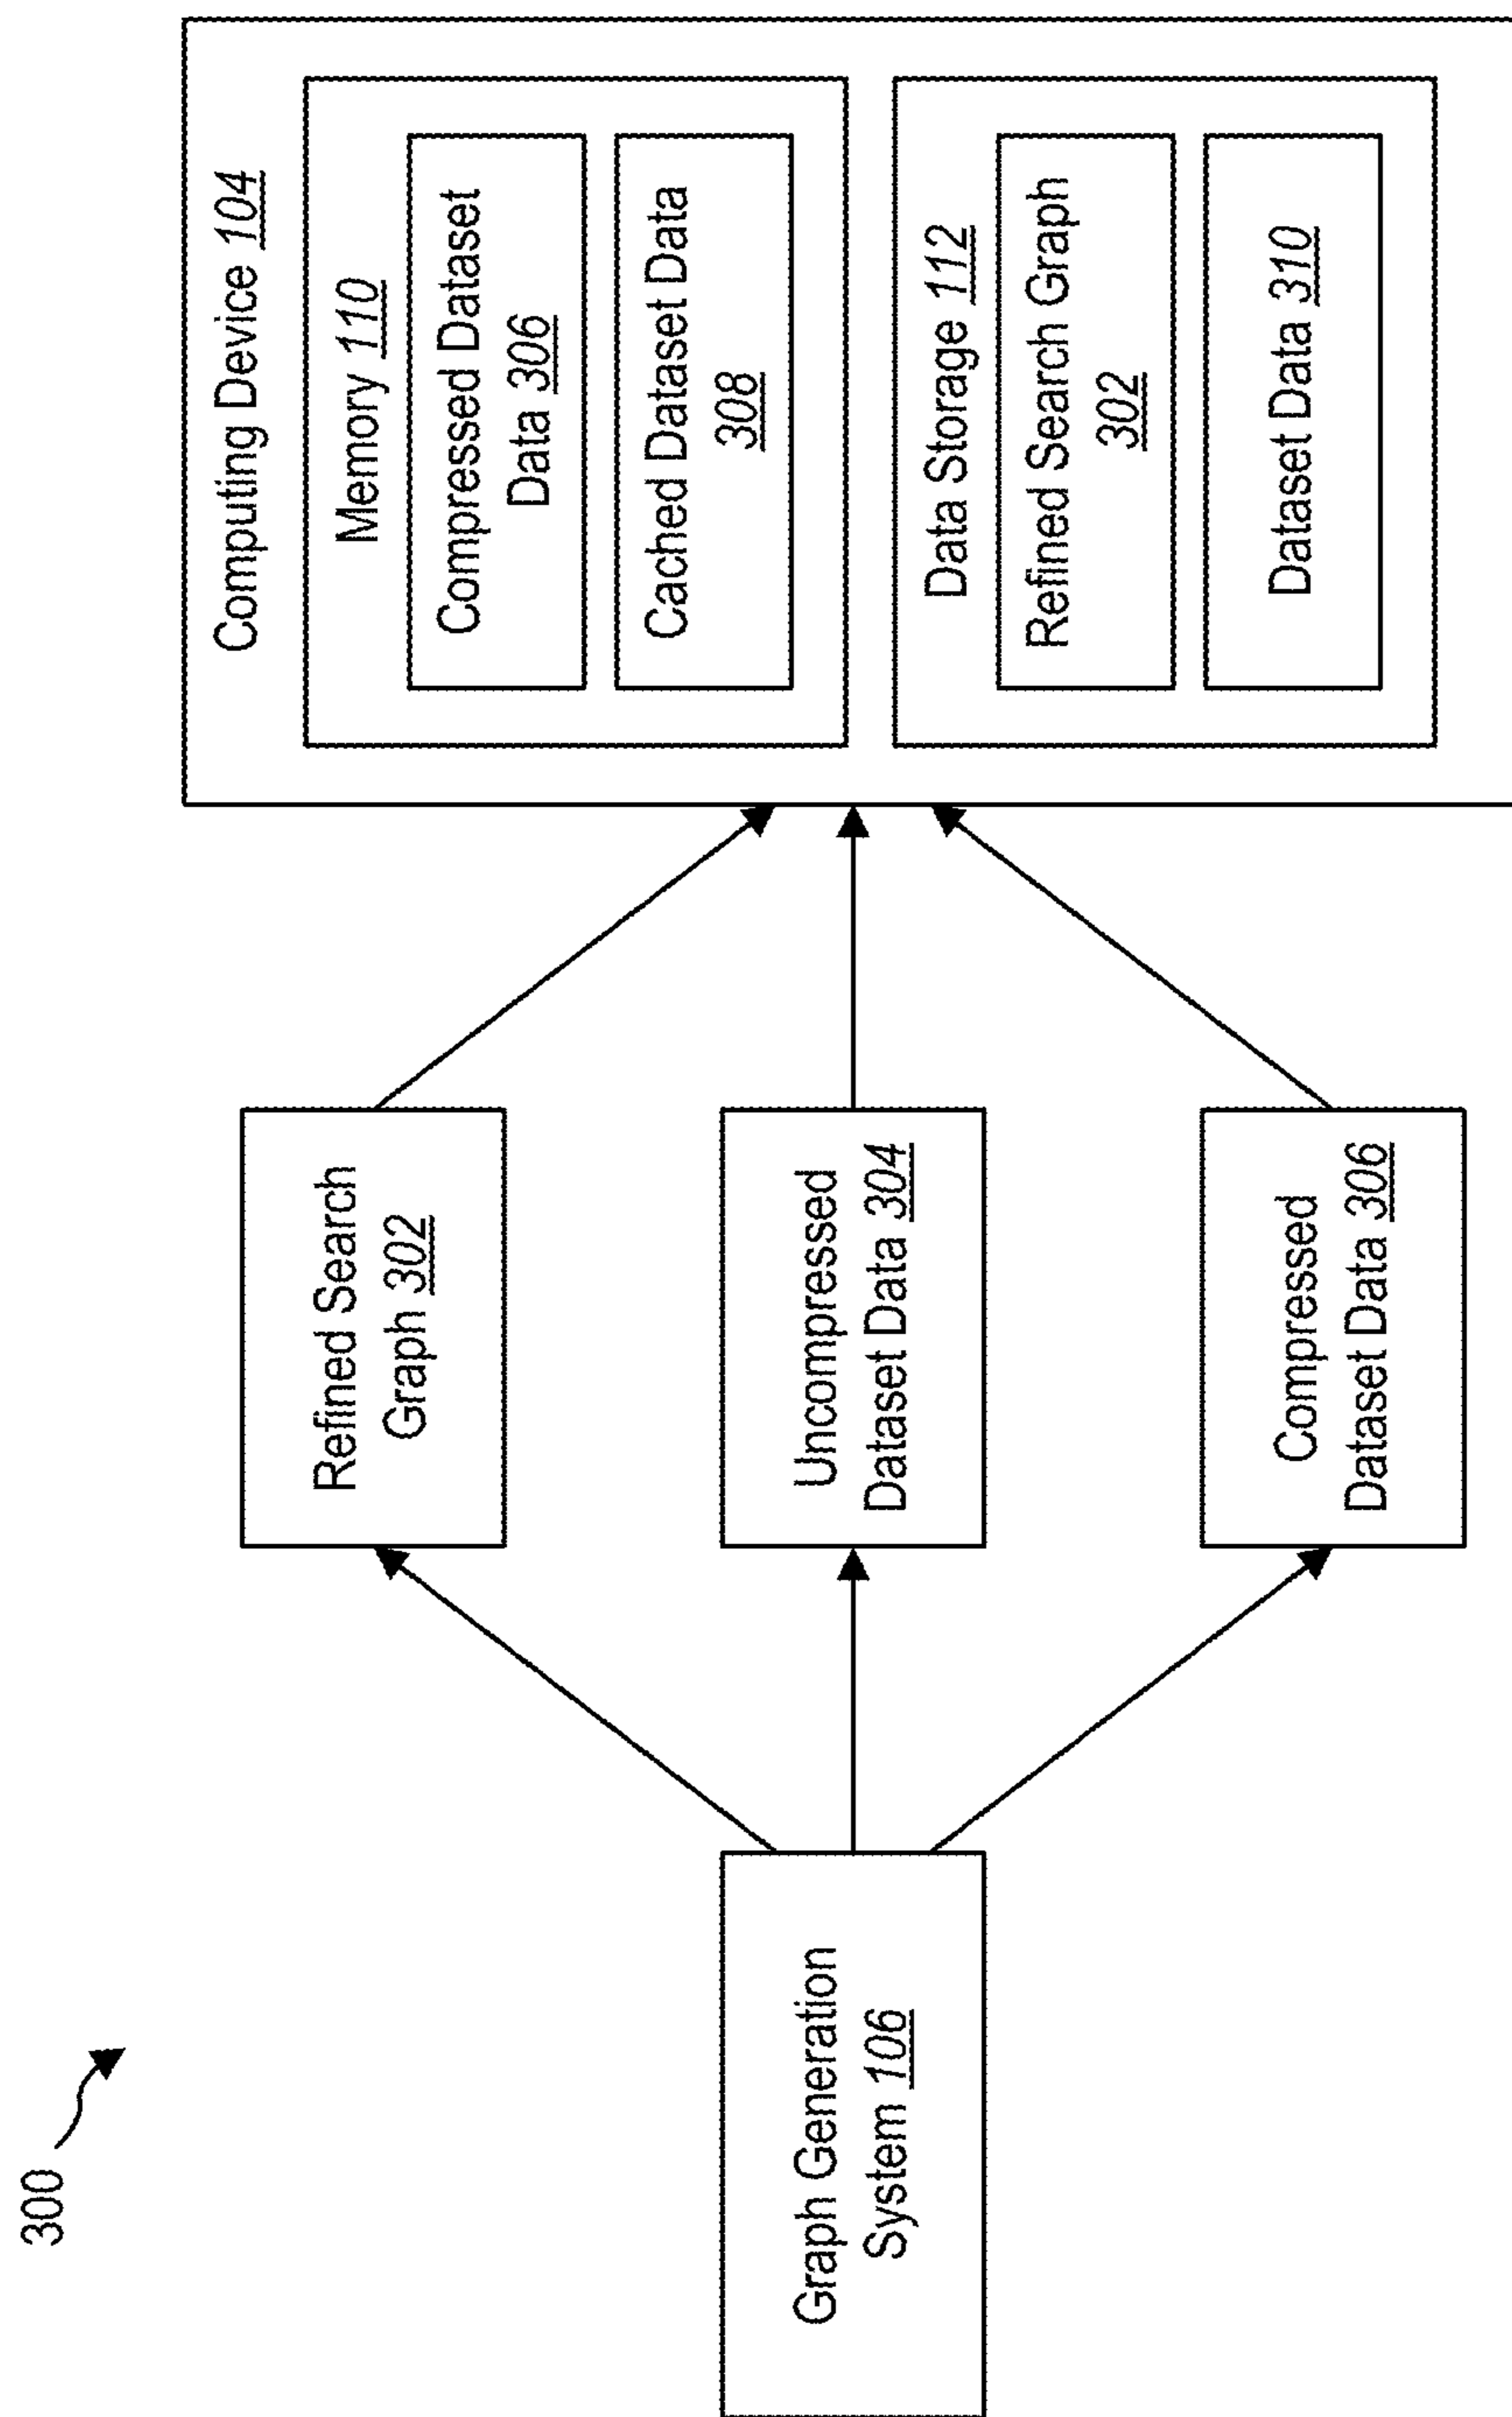 300
Graph Generation
System 106
Refined Search
Graph 302
Uncompressed
Dataset Data 304
Compressed
Dataset Data 306
Computing Device 104
Memory 110
Compressed Dataset
Data 306
Cached Dataset Data
308
Data Storage 112
Refined Search Graph
302
Dataset Data 310